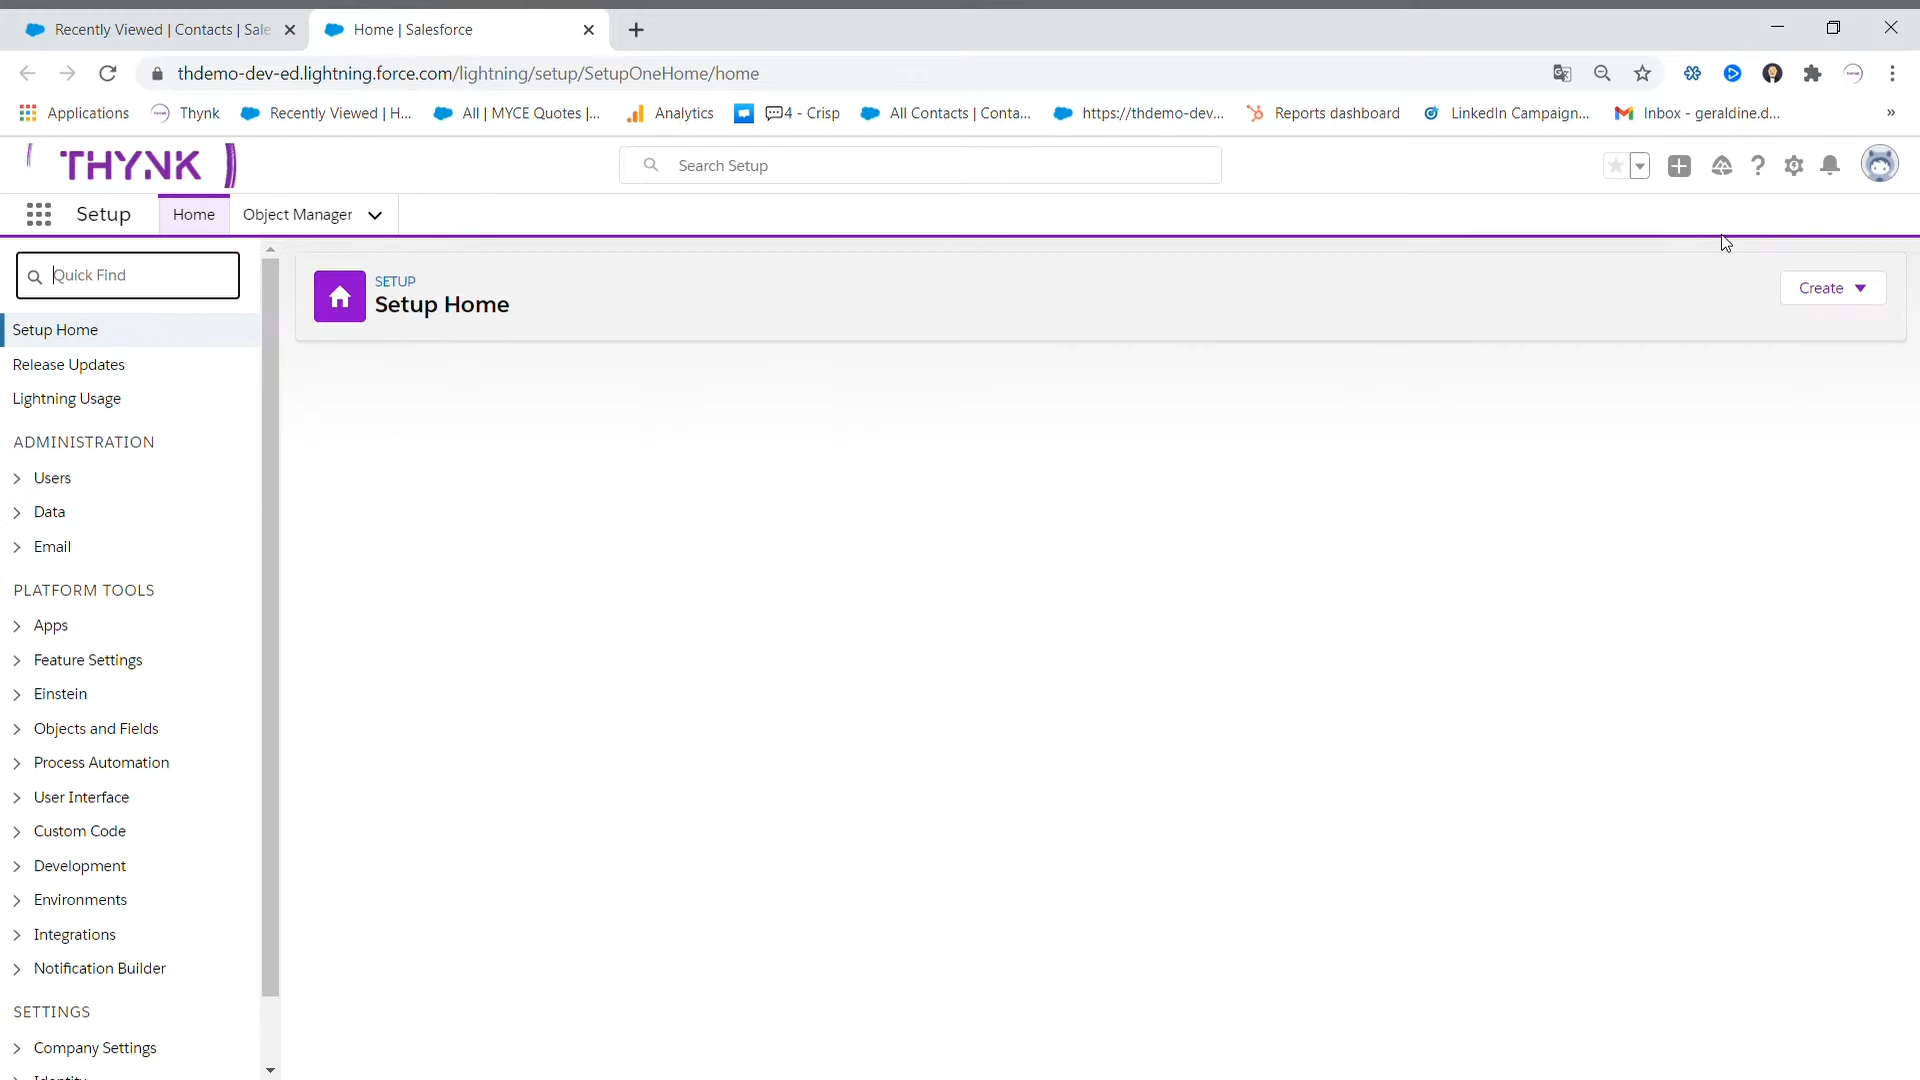 Recently Viewed | Contacts | Sale
Home | Salesforce
thdemo-dev-ed.lightning.force.com/lightning/setup/SetupOneHome/home
Applications
Thynk
Recently Viewed | H...
All | MYCE Quotes |...
Analytics
4 - Crisp
All Contacts | Conta...
https://thdemo-dev...
Reports dashboard
LinkedIn Campaign...
Inbox - geraldine.d...
»
THYNK
Search Setup
Setup
Home
Object Manager
Quick Find
SETUP
Setup Home
Create
Setup Home
Release Updates
Lightning Usage
ADMINISTRATION
Users
Data
Email
PLATFORM TOOLS
Apps
Feature Settings
Einstein
Objects and Fields
Process Automation
User Interface
Custom Code
Development
Environments
Integrations
Notification Builder
SETTINGS
Company Settings
Identity